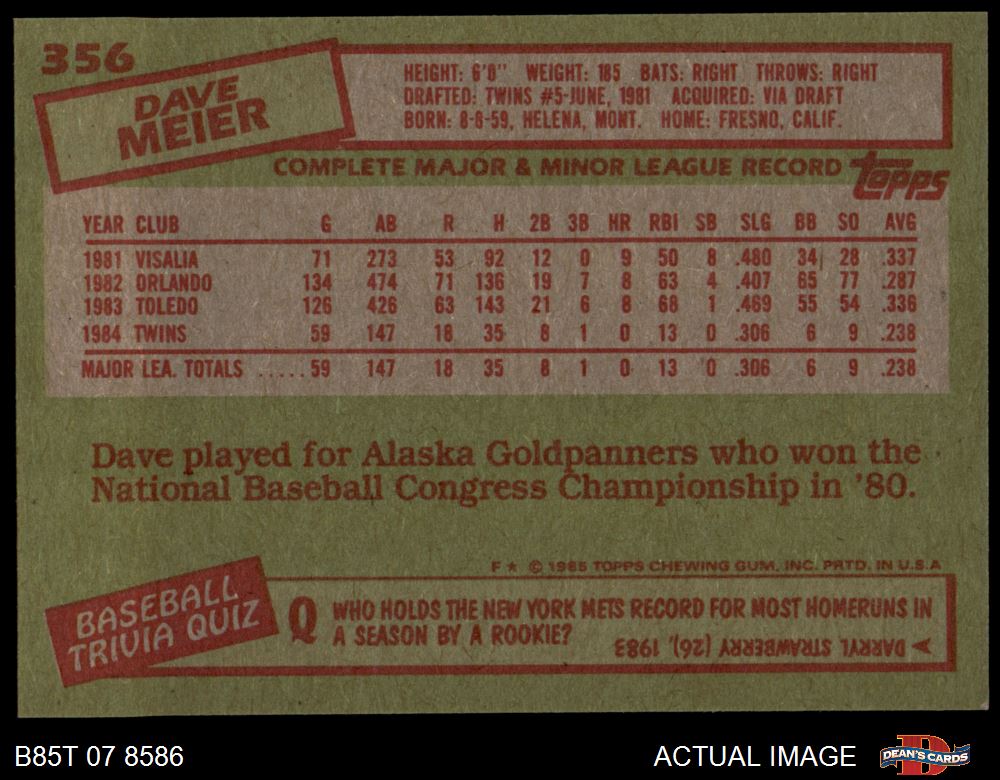 356
DAVE
MEIER
HEIGHT: 6'0" WEIGHT: 185 BATS: RIGHT THROWS: RIGHT
DRAFTED: TWINS #5-JUNE, 1981 ACQUIRED: VIA DRAFT
BORN: 8-8-59, HELENA, MONT. HOME: FRESNO, CALIF.
COMPLETE MAJOR & MINOR LEAGUE RECORD
Topps
YEAR CLUB G AB R H 2B 3B HR RBI SB SLG BB SO AVG
1981 VISALIA 71 273 53 92 12 0 9 50 8 .480 34 28 .337
1982 ORLANDO 134 474 71 136 19 7 8 63 4 .407 65 77 .287
1983 TOLEDO 126 426 63 143 21 6 8 68 1 .469 55 54 .336
1984 TWINS 59 147 18 35 8 1 0 13 0 .306 6 9 .238
MAJOR LEA. TOTALS .....59 147 18 35 8 1 0 13 0 .306 6 9 .238
Dave played for Alaska Goldpanners who won the
National Baseball Congress Championship in '80.
F★ © 1985 TOPPS CHEWING GUM, INC. PRTD. IN U.S.A
BASEBALL
TRIVIA QUIZ
Q WHO HOLDS THE NEW YORK METS RECORD FOR MOST HOMERUNS IN
A SEASON BY A ROOKIE?
DARRYL STRAWBERRY (26), 1983
B85T 07 8586
ACTUAL IMAGE
DEAN'S CARDS